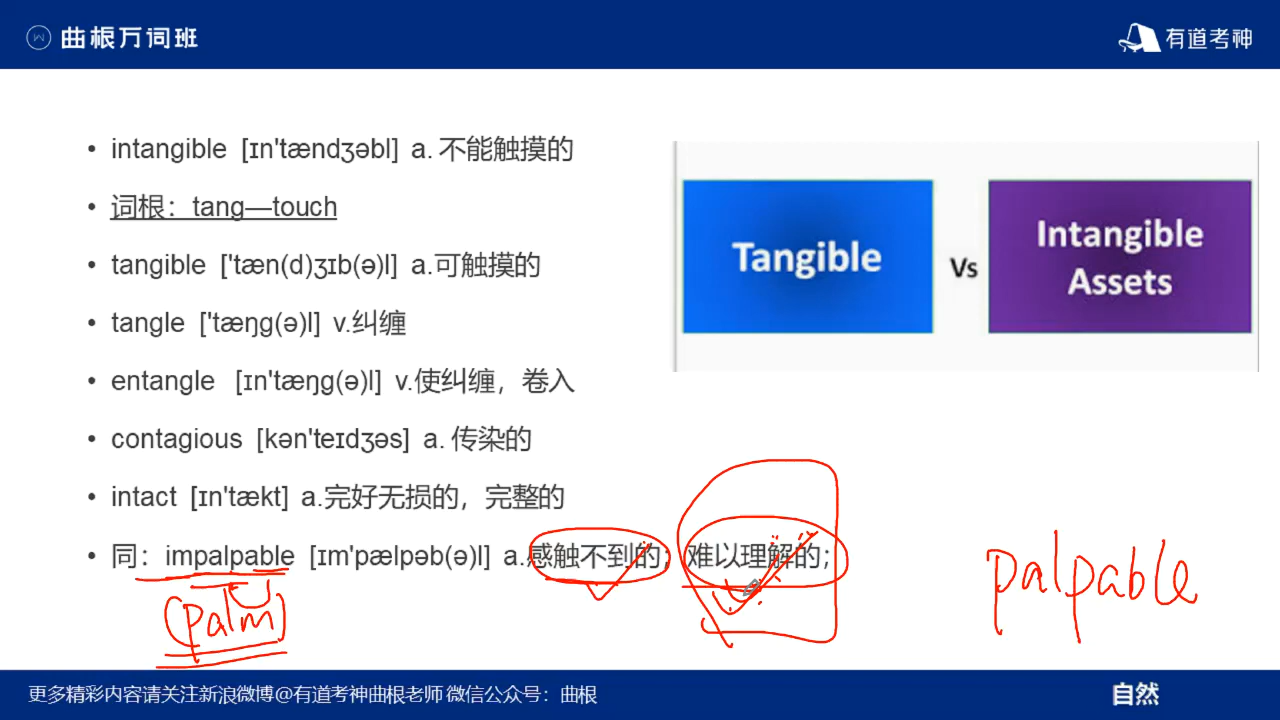 曲根万词班
有道考神
• intangible [ɪn'tændʒəbl] a. 不能触摸的
• 词根：tang—touch
• tangible ['tæn(d)ʒɪb(ə)l] a.可触摸的
• tangle ['tæŋg(ə)l] v.纠缠
• entangle [ɪn'tæŋg(ə)l] v.使纠缠，卷入
• contagious [kən'teɪdʒəs] a. 传染的
• intact [ɪn'tækt] a.完好无损的，完整的
• 同：impalpable [ɪm'pælpəb(ə)l] a.感触不到的；难以理解的；
(palm)
palpable
Tangible
Vs
Intangible
Assets
更多精彩内容请关注新浪微博@有道考神曲根老师 微信公众号：曲根
自然